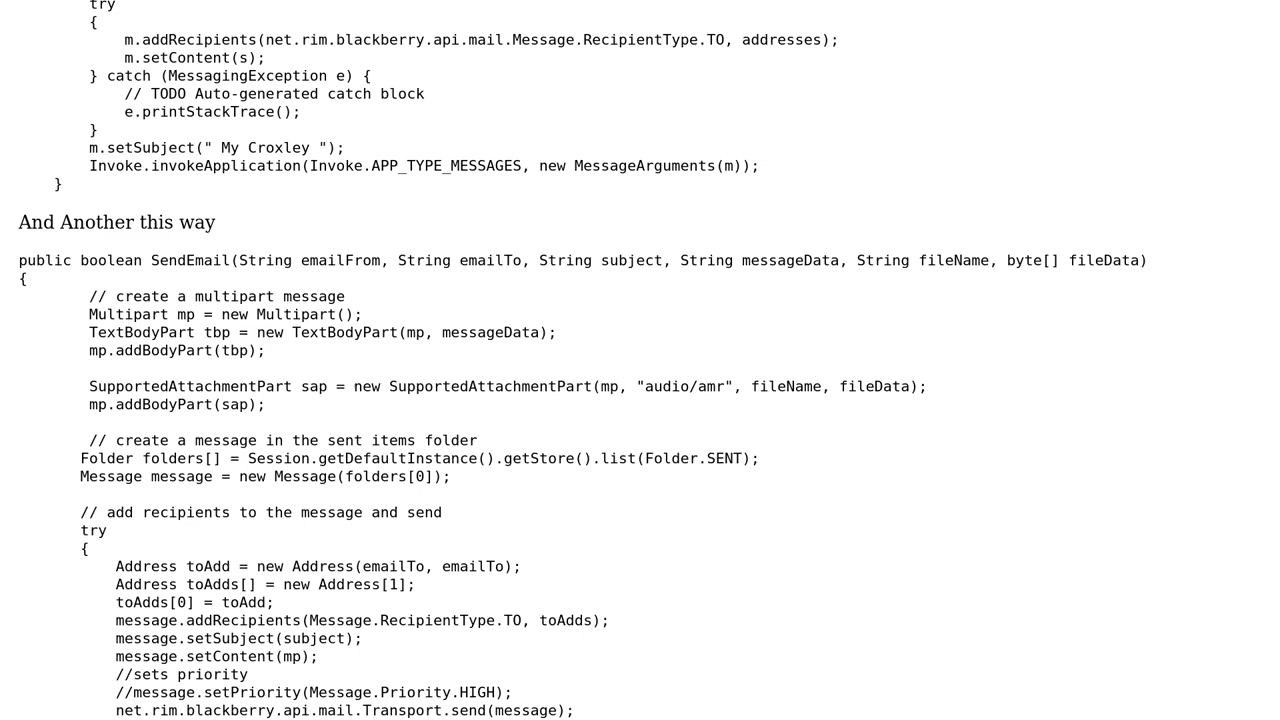 try
        {
            m.addRecipients(net.rim.blackberry.api.mail.Message.RecipientType.TO, addresses);
            m.setContent(s);
        } catch (MessagingException e) {
            // TODO Auto-generated catch block
            e.printStackTrace();
        }
        m.setSubject(" My Croxley ");
        Invoke.invokeApplication(Invoke.APP_TYPE_MESSAGES, new MessageArguments(m));
    }
And Another this way
public boolean SendEmail(String emailFrom, String emailTo, String subject, String messageData, String fileName, byte[] fileData)
{
        // create a multipart message
        Multipart mp = new Multipart();
        TextBodyPart tbp = new TextBodyPart(mp, messageData);
        mp.addBodyPart(tbp);
        SupportedAttachmentPart sap = new SupportedAttachmentPart(mp, "audio/amr", fileName, fileData);
        mp.addBodyPart(sap);
        // create a message in the sent items folder
       Folder folders[] = Session.getDefaultInstance().getStore().list(Folder.SENT);
       Message message = new Message(folders[0]);
       // add recipients to the message and send
       try
       {
           Address toAdd = new Address(emailTo, emailTo);
           Address toAdds[] = new Address[1];
           toAdds[0] = toAdd;
           message.addRecipients(Message.RecipientType.TO, toAdds);
           message.setSubject(subject);
           message.setContent(mp);
           //sets priority
           //message.setPriority(Message.Priority.HIGH);
           net.rim.blackberry.api.mail.Transport.send(message);